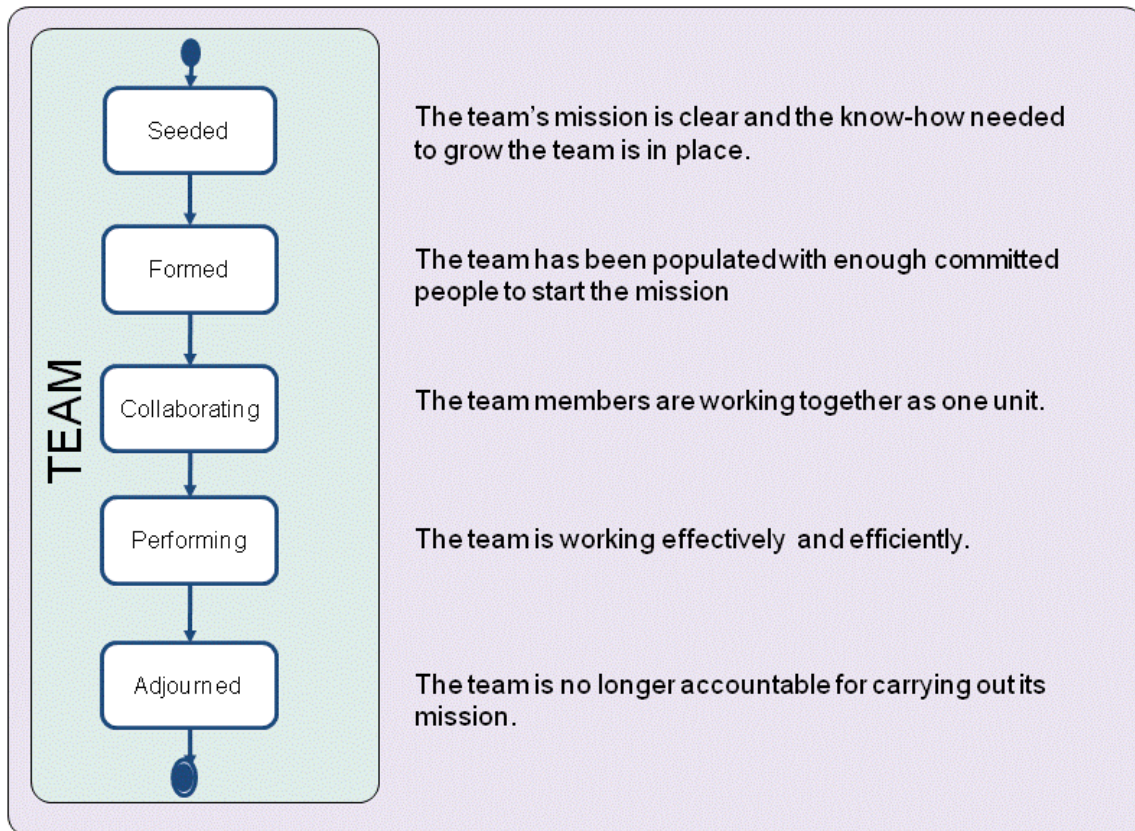 TEAM
Seeded
The team's mission is clear and the know-how needed
to grow the team is in place.
Formed
The team has been populated with enough committed
people to start the mission
Collaborating
The team members are working together as one unit.
Performing
The team is working effectively and efficiently.
Adjourned
The team is no longer accountable for carrying out its
mission.